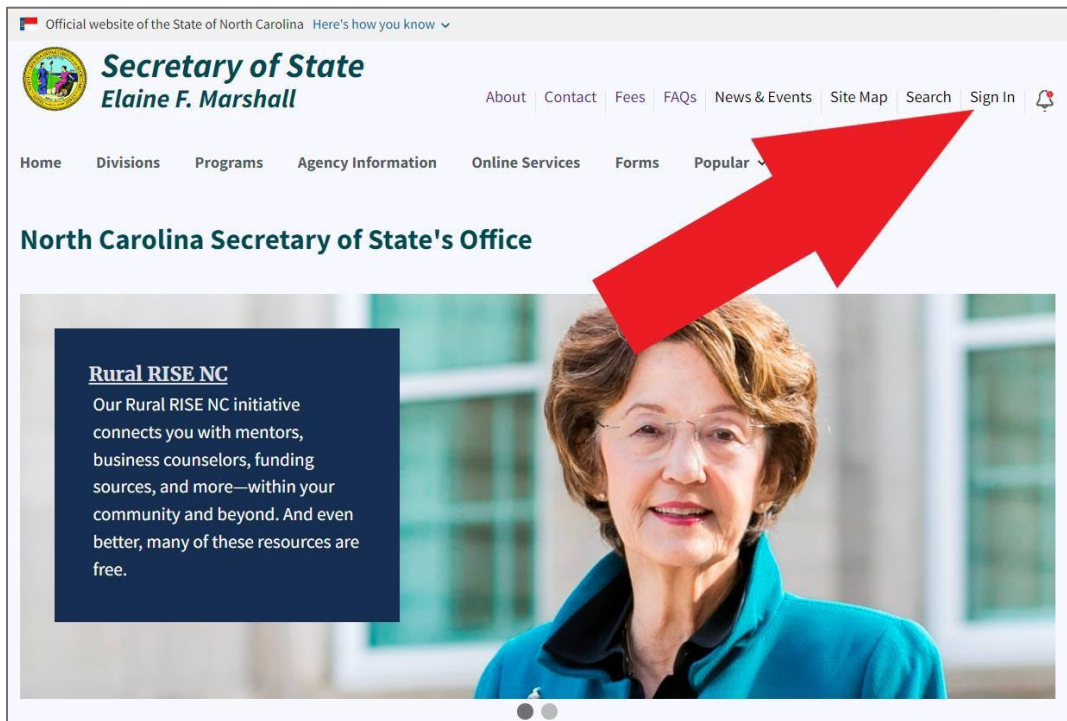 Official website of the State of North Carolina Here's how you know
Secretary of State
Elaine F. Marshall
About Contact Fees FAQs News & Events Site Map Search Sign In
Home Divisions Programs Agency Information Online Services Forms Popular
North Carolina Secretary of State's Office
Rural RISE NC
Our Rural RISE NC initiative
connects you with mentors,
business counselors, funding
sources, and more—within your
community and beyond. And even
better, many of these resources are
free.